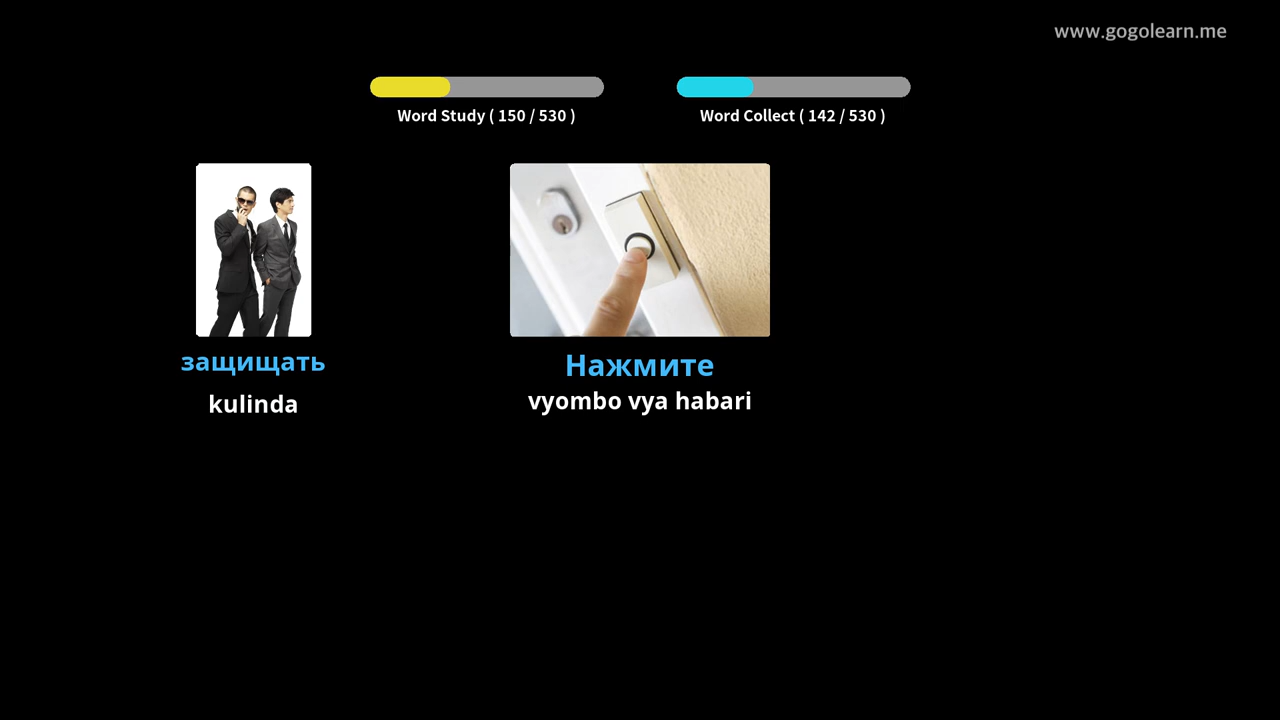 www.gogolearn.me
Word Study ( 150 / 530 )
Word Collect ( 142 / 530 )
защищать
kulinda
Нажмите
vyombo vya habari